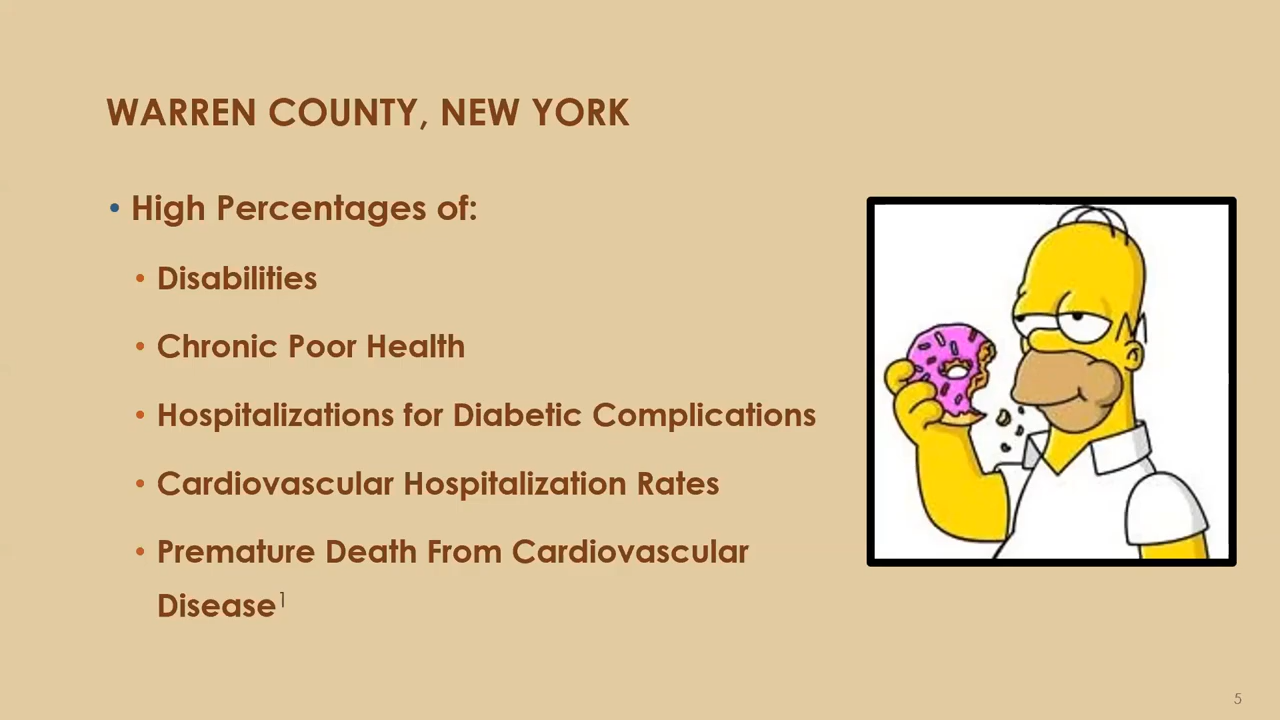 WARREN COUNTY, NEW YORK
• High Percentages of:
• Disabilities
• Chronic Poor Health
• Hospitalizations for Diabetic Complications
• Cardiovascular Hospitalization Rates
• Premature Death From Cardiovascular
Disease¹
5